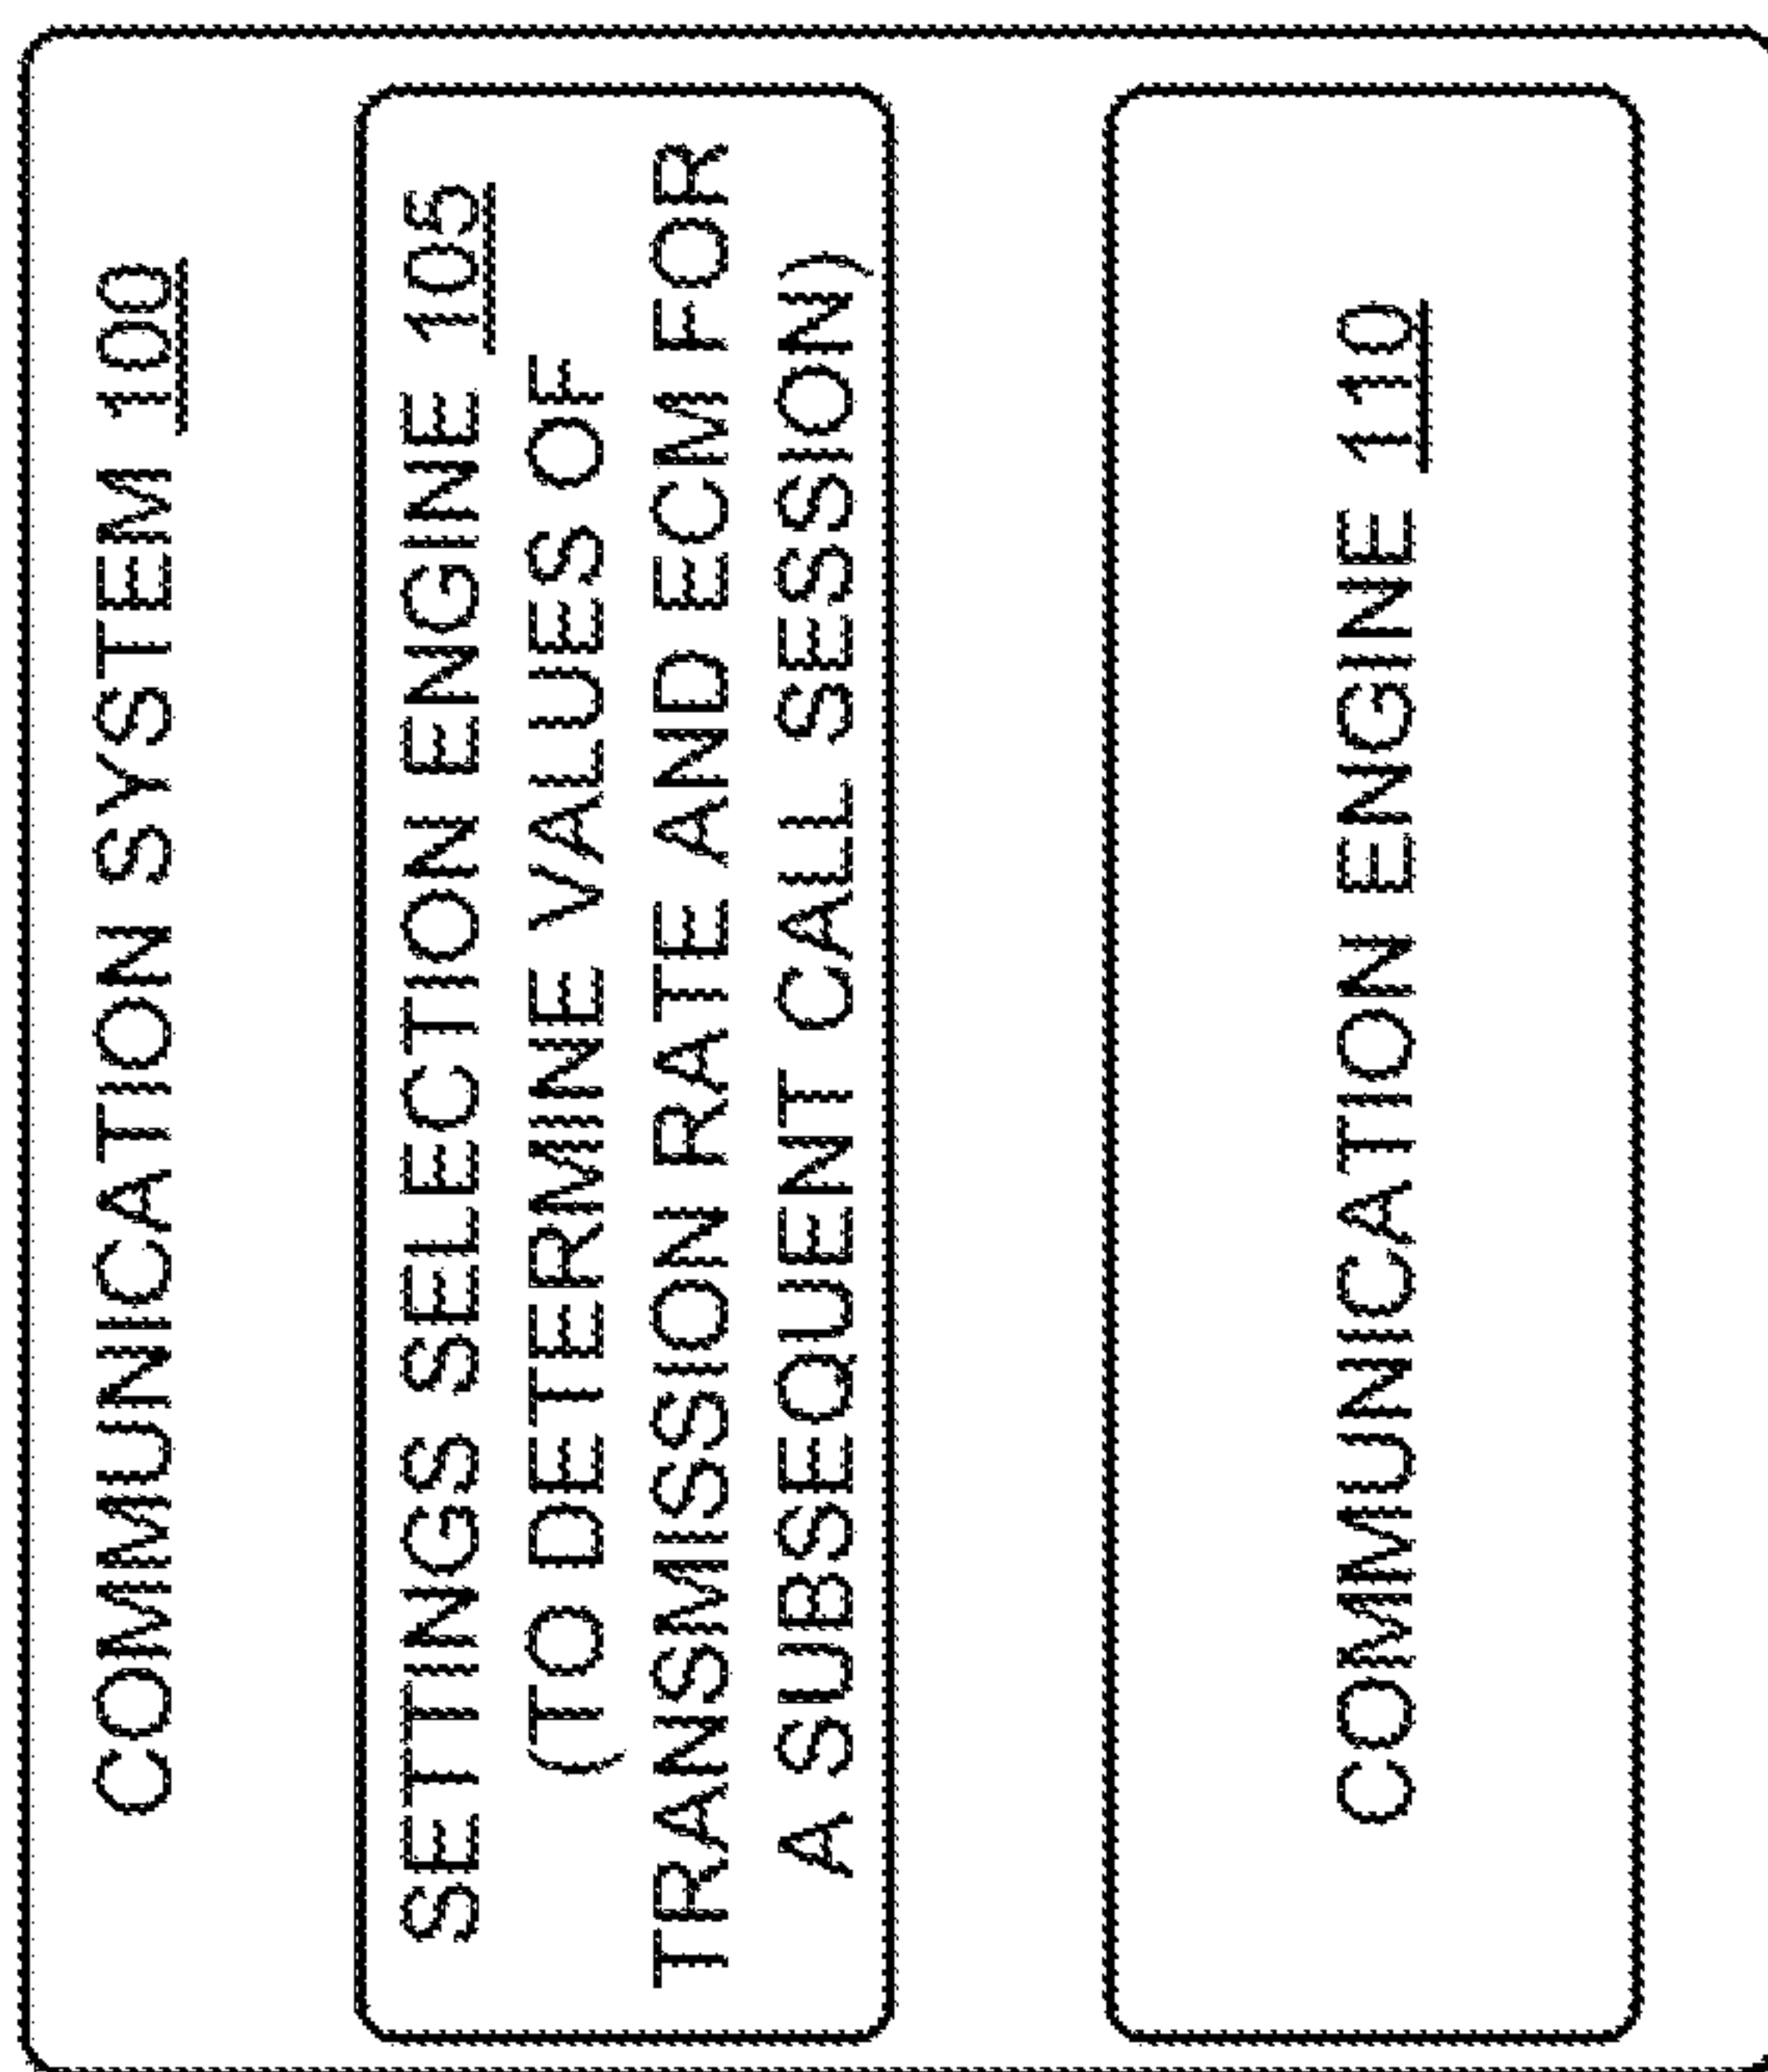 COMMUNICATION SYSTEM 100
SETTINGS SELECTION ENGINE 105
(TO DETERMINE VALUES OF
TRANSMISSION RATE AND ECM FOR
A SUBSEQUENT CALL SESSION)
COMMUNICATION ENGINE 110